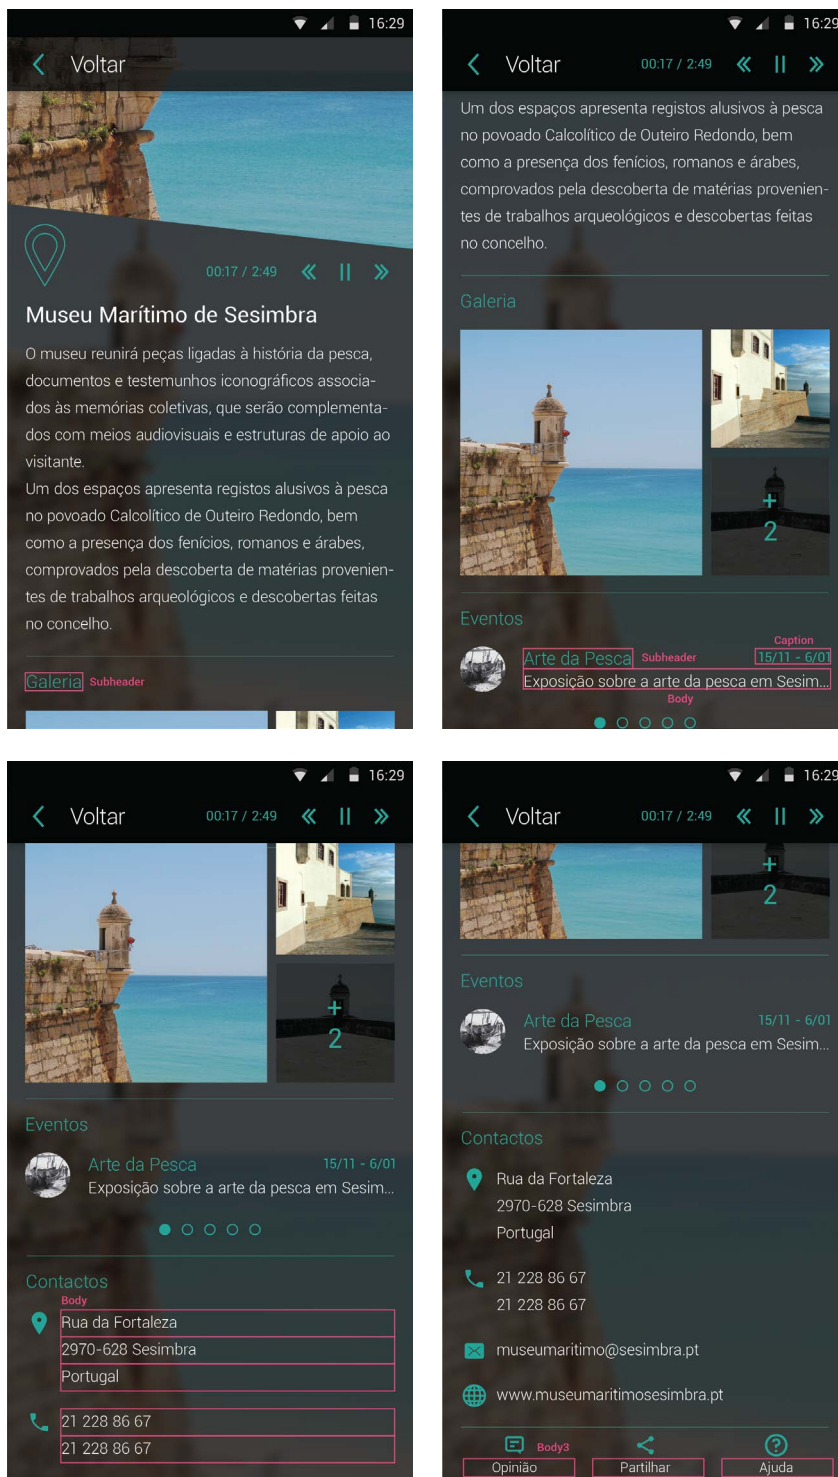 16:29
Voltar
00:17 / 2:49
Museu Marítimo de Sesimbra
O museu reunirá peças ligadas à história da pesca,
documentos e testemunhos iconográficos associa-
dos às memórias coletivas, que serão complementa-
dos com meios audiovisuais e estruturas de apoio ao
visitante.
Um dos espaços apresenta registos alusivos à pesca
no povoado Calcolítico de Outeiro Redondo, bem
como a presença dos fenícios, romanos e árabes,
comprovados pela descoberta de matérias provenien-
tes de trabalhos arqueológicos e descobertas feitas
no concelho.
Galeria Subheader
16:29
Voltar 00:17 / 2:49
Um dos espaços apresenta registos alusivos à pesca
no povoado Calcolítico de Outeiro Redondo, bem
como a presença dos fenícios, romanos e árabes,
comprovados pela descoberta de matérias provenien-
tes de trabalhos arqueológicos e descobertas feitas
no concelho.
Galeria
+
2
Eventos
Caption
Arte da Pesca Subheader 15/11 - 6/01
Exposição sobre a arte da pesca em Sesim...
Body
16:29
Voltar 00:17 / 2:49
+
2
Eventos
Arte da Pesca 15/11 - 6/01
Exposição sobre a arte da pesca em Sesim...
Contactos
Body
Rua da Fortaleza
2970-628 Sesimbra
Portugal
21 228 86 67
21 228 86 67
16:29
Voltar 00:17 / 2:49
+
2
Eventos
Arte da Pesca 15/11 - 6/01
Exposição sobre a arte da pesca em Sesim...
Contactos
Rua da Fortaleza
2970-628 Sesimbra
Portugal
21 228 86 67
21 228 86 67
museumaritimo@sesimbra.pt
www.museumaritimosesimbra.pt
Body3
Opinião Partilhar Ajuda